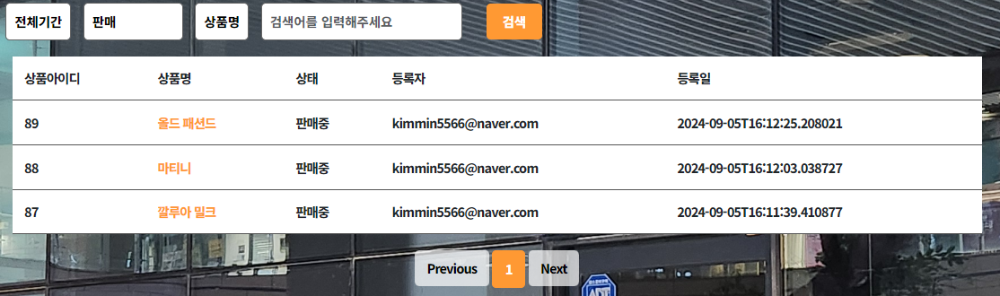 전체기간 판매 상품명 검색어를 입력해주세요 검색
상품아이디 상품명 상태 등록자 등록일
89 올드 패션드 판매중 kimmin5566@naver.com 2024-09-05T16:12:25.208021
88 마티니 판매중 kimmin5566@naver.com 2024-09-05T16:12:03.038727
87 깔루아 밀크 판매중 kimmin5566@naver.com 2024-09-05T16:11:39.410877
Previous 1 Next
ADT